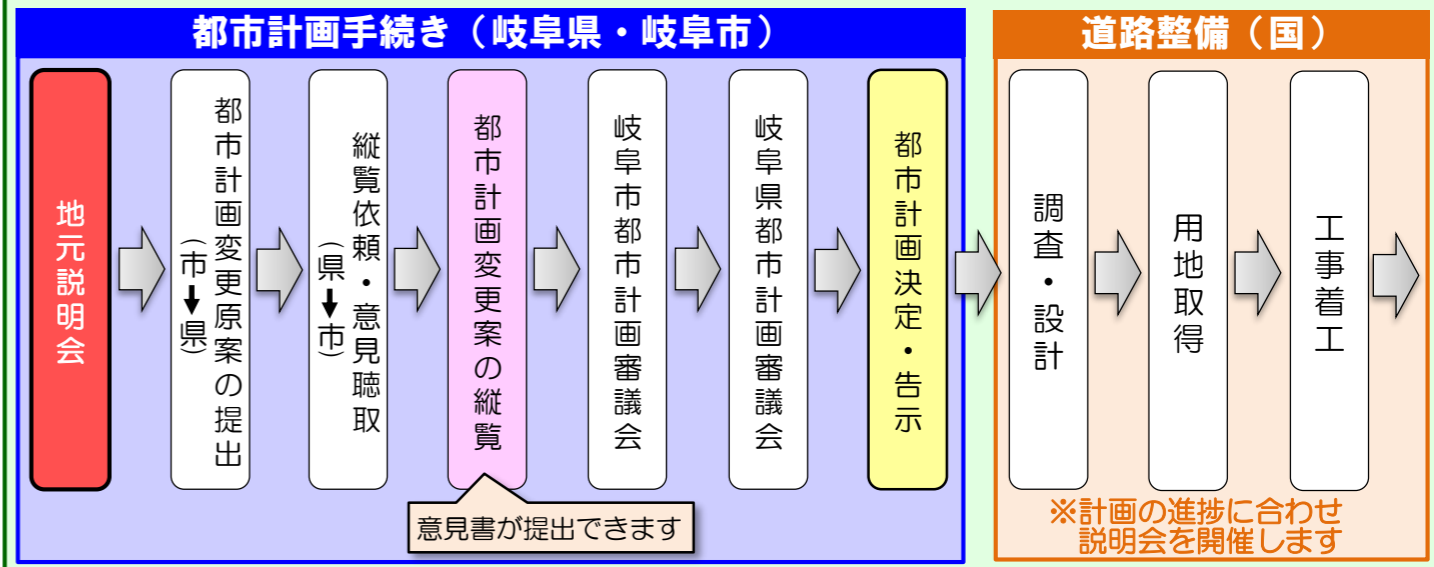 都市計画手続き（岐阜県・岐阜市）
地元説明会
都市計画変更原案の提出
（市➡県）
縦覧依頼・意見聴取
（県➡市）
都市計画変更案の縦覧
意見書が提出できます
岐阜市都市計画審議会
岐阜県都市計画審議会
都市計画決定・告示
道路整備（国）
調査・設計
用地取得
工事着工
※計画の進捗に合わせ
説明会を開催します